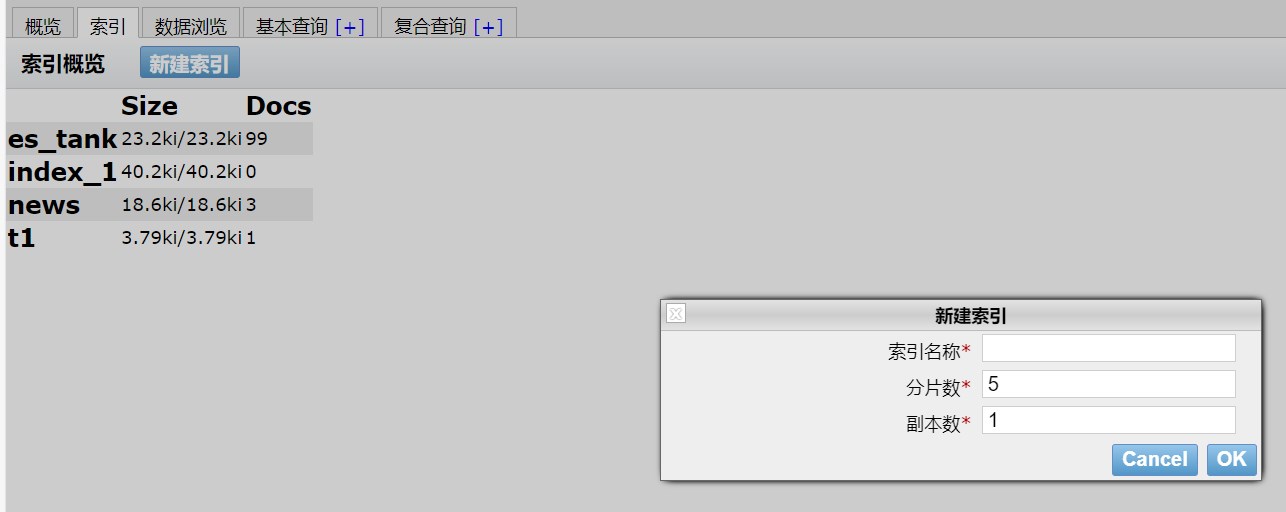 概览 索引 数据浏览 基本查询 [+] 复合查询 [+]
索引概览 新建索引
Size Docs
es_tank 23.2ki/23.2ki 99
index_1 40.2ki/40.2ki 0
news 18.6ki/18.6ki 3
t1 3.79ki/3.79ki 1
新建索引
索引名称*
分片数* 5
副本数* 1
Cancel OK